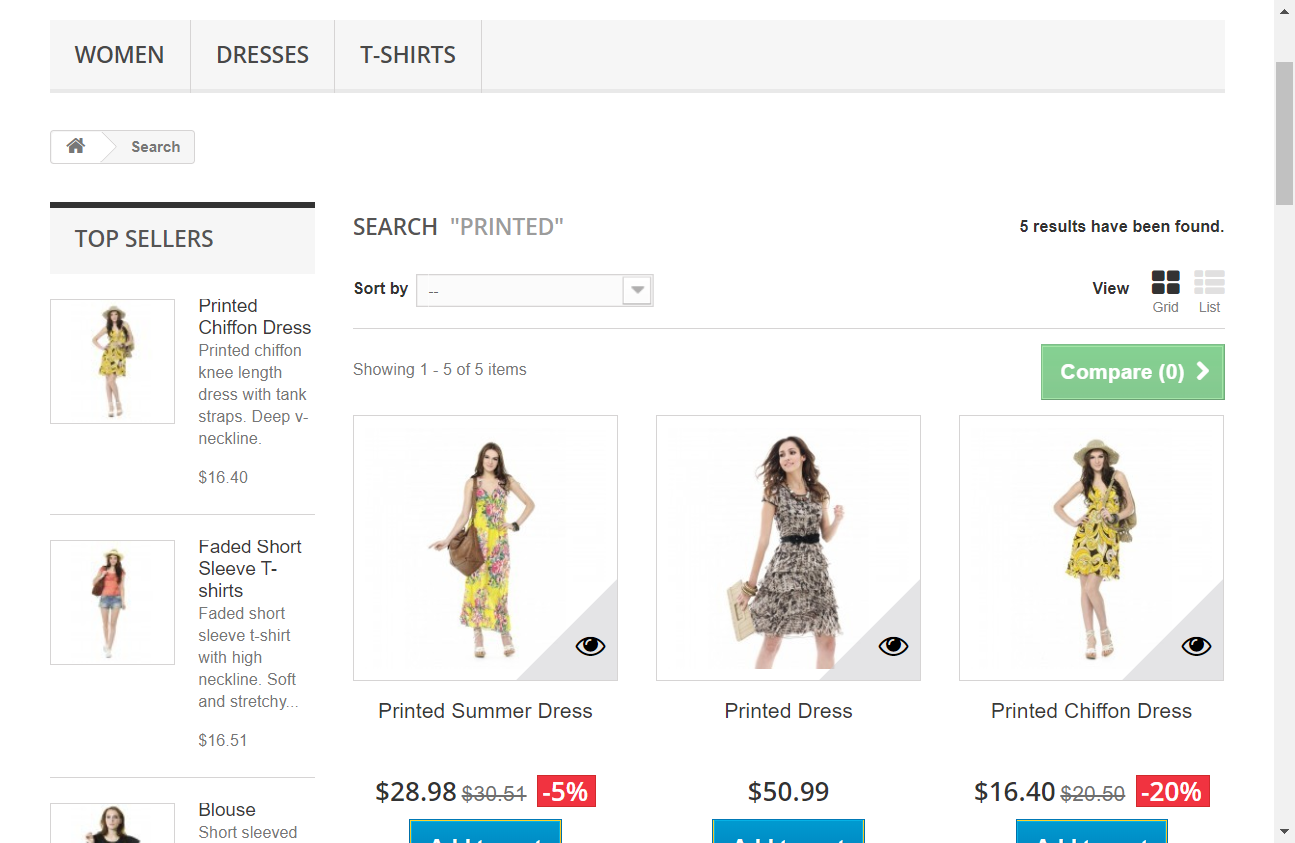 WOMEN
DRESSES
T-SHIRTS
Search
TOP SELLERS
Printed
Chiffon Dress
Printed chiffon
knee length
dress with tank
straps. Deep v-
neckline.
$16.40
Faded Short
Sleeve T-
shirts
Faded short
sleeve t-shirt
with high
neckline. Soft
and stretchy...
$16.51
Blouse
Short sleeved
SEARCH "PRINTED"
5 results have been found.
Sort by
--
View
Grid
List
Showing 1 - 5 of 5 items
Compare (0)
Printed Summer Dress
$28.98 $30.51 -5%
Printed Dress
$50.99
Printed Chiffon Dress
$16.40 $20.50 -20%